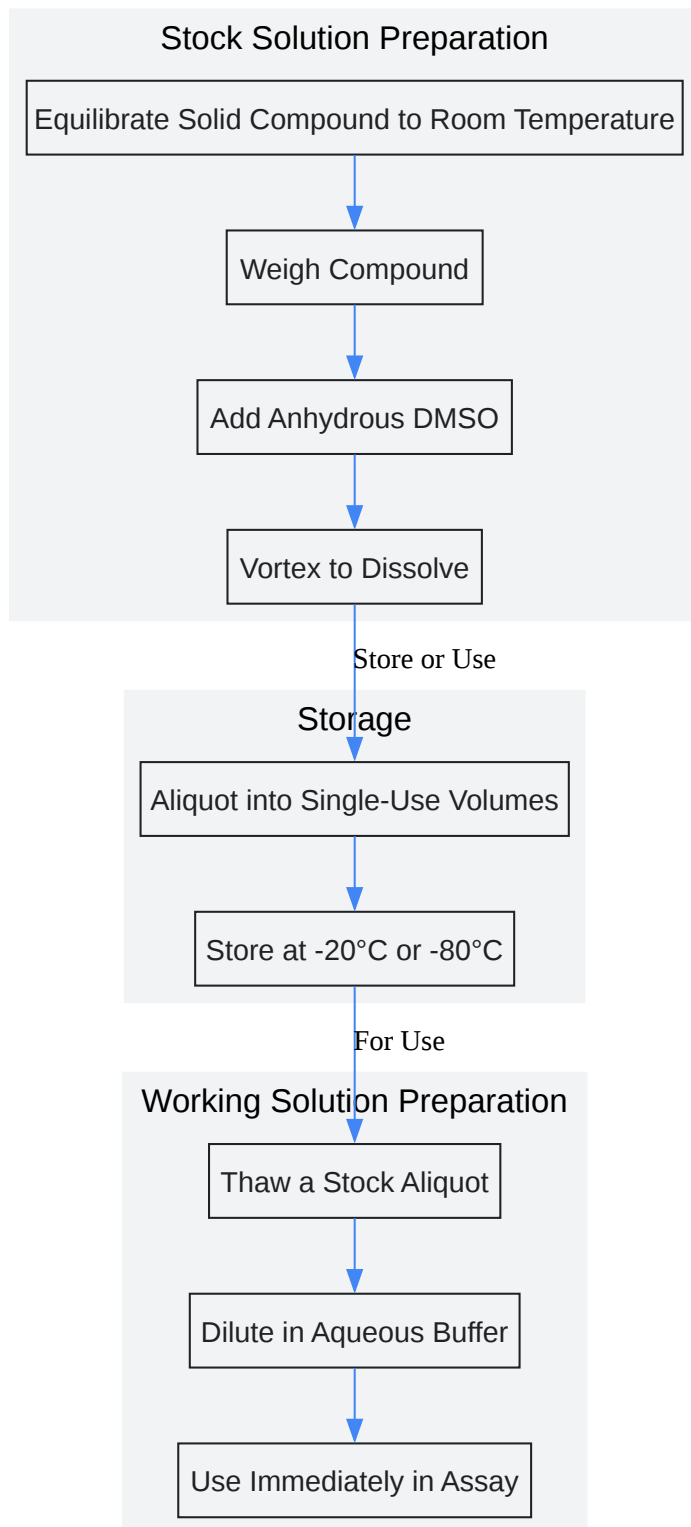 Stock Solution Preparation
Equilibrate Solid Compound to Room Temperature
Weigh Compound
Add Anhydrous DMSO
Vortex to Dissolve
Store or Use
Storage
Aliquot into Single-Use Volumes
Store at -20°C or -80°C
For Use
Working Solution Preparation
Thaw a Stock Aliquot
Dilute in Aqueous Buffer
Use Immediately in Assay